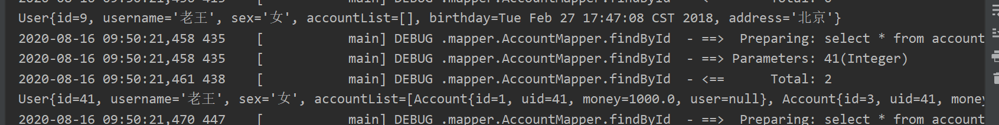 User{id=9, username='老王', sex='女', accountList=[], birthday=Tue Feb 27 17:47:08 CST 2018, address='北京'}
2020-08-16 09:50:21,458 435    [           main] DEBUG .mapper.AccountMapper.findById  - ==>  Preparing: select * from account
2020-08-16 09:50:21,458 435    [           main] DEBUG .mapper.AccountMapper.findById  - ==> Parameters: 41(Integer)
2020-08-16 09:50:21,461 438    [           main] DEBUG .mapper.AccountMapper.findById  - <==      Total: 2
User{id=41, username='老王', sex='女', accountList=[Account{id=1, uid=41, money=1000.0, user=null}, Account{id=3, uid=41, money
2020-08-16 09:50:21,470 447    [           main] DEBUG .mapper.AccountMapper.findById  - ==>  Preparing: select * from account